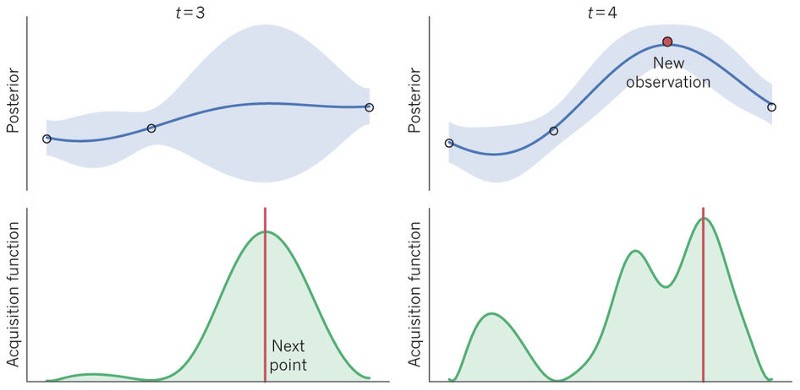 t=3
t=4
Posterior
Posterior
New
observation
Acquisition function
Next
point
Acquisition function